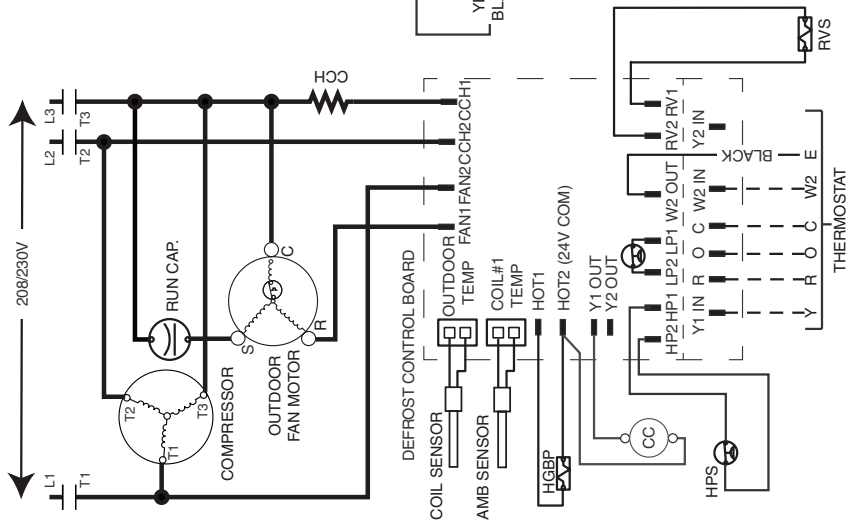 YE
BL
208/230V
L3
T3
L2
T2
L1
T1
CCH
RUN CAP.
S
C
R
OUTDOOR
FAN MOTOR
T2
T3
T1
COMPRESSOR
DEFROST CONTROL BOARD
FAN1
FAN2
CCH2
CCH1
OUTDOOR
TEMP
COIL#1
TEMP
HOT1
HOT2 (24V COM)
Y1 OUT
Y2 OUT
COIL SENSOR
AMB SENSOR
HGBP
CC
HPS
HP2
HP1
LP2
LP1
W2 OUT
RV2
RV1
Y1 IN
R
O
C
W2 IN
Y2 IN
BLACK
Y
R
O
C
W2
E
THERMOSTAT
RVS